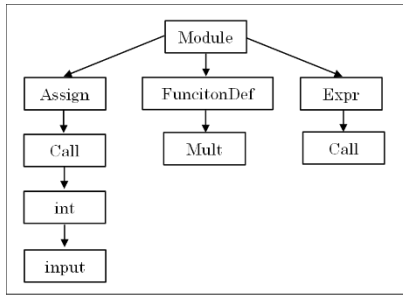 Module
Assign
FuncitonDef
Expr
Call
Mult
Call
int
input